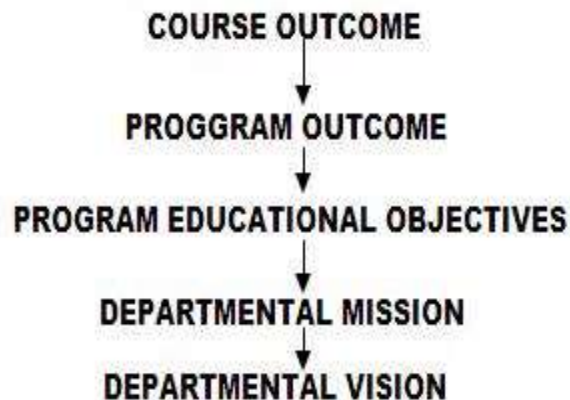 COURSE OUTCOME
PROGGRAM OUTCOME
PROGRAM EDUCATIONAL OBJECTIVES
DEPARTMENTAL MISSION
DEPARTMENTAL VISION